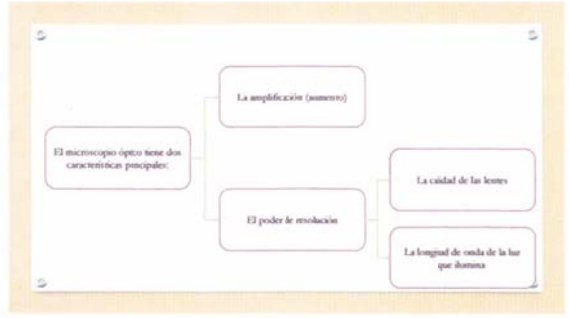 La amplificación (aumento)
El microscopio óptico tiene dos
características principales:
La calidad de las lentes
El poder de resolución
La longitud de onda de la luz
que ilumina